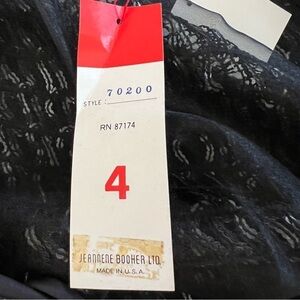 STYLE: 70200
RN 87174
4
JEANNENE BOOHER LTD.
MADE IN U.S.A.